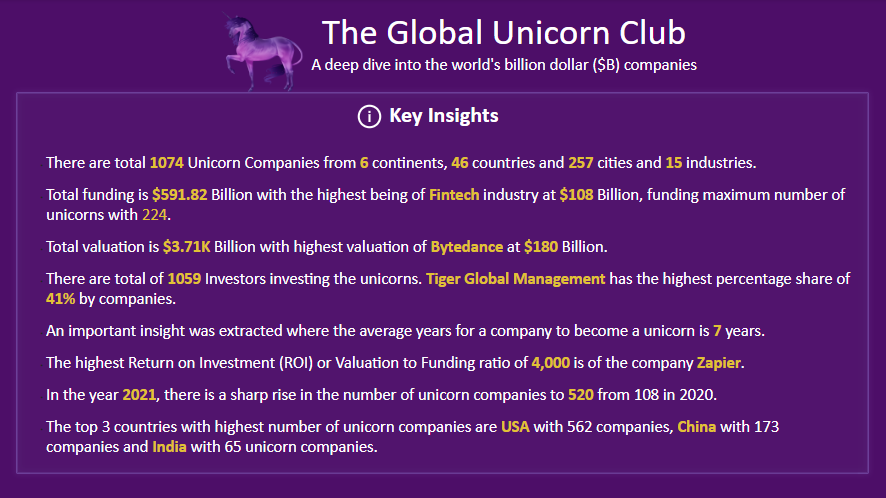 The Global Unicorn Club
A deep dive into the world's billion dollar ($B) companies
Key Insights
There are total 1074 Unicorn Companies from 6 continents, 46 countries and 257 cities and 15 industries.
Total funding is $591.82 Billion with the highest being of Fintech industry at $108 Billion, funding maximum number of
unicorns with 224.
Total valuation is $3.71K Billion with highest valuation of Bytedance at $180 Billion.
There are total of 1059 Investors investing the unicorns. Tiger Global Management has the highest percentage share of
41% by companies.
An important insight was extracted where the average years for a company to become a unicorn is 7 years.
The highest Return on Investment (ROI) or Valuation to Funding ratio of 4,000 is of the company Zapier.
In the year 2021, there is a sharp rise in the number of unicorn companies to 520 from 108 in 2020.
The top 3 countries with highest number of unicorn companies are USA with 562 companies, China with 173
companies and India with 65 unicorn companies.